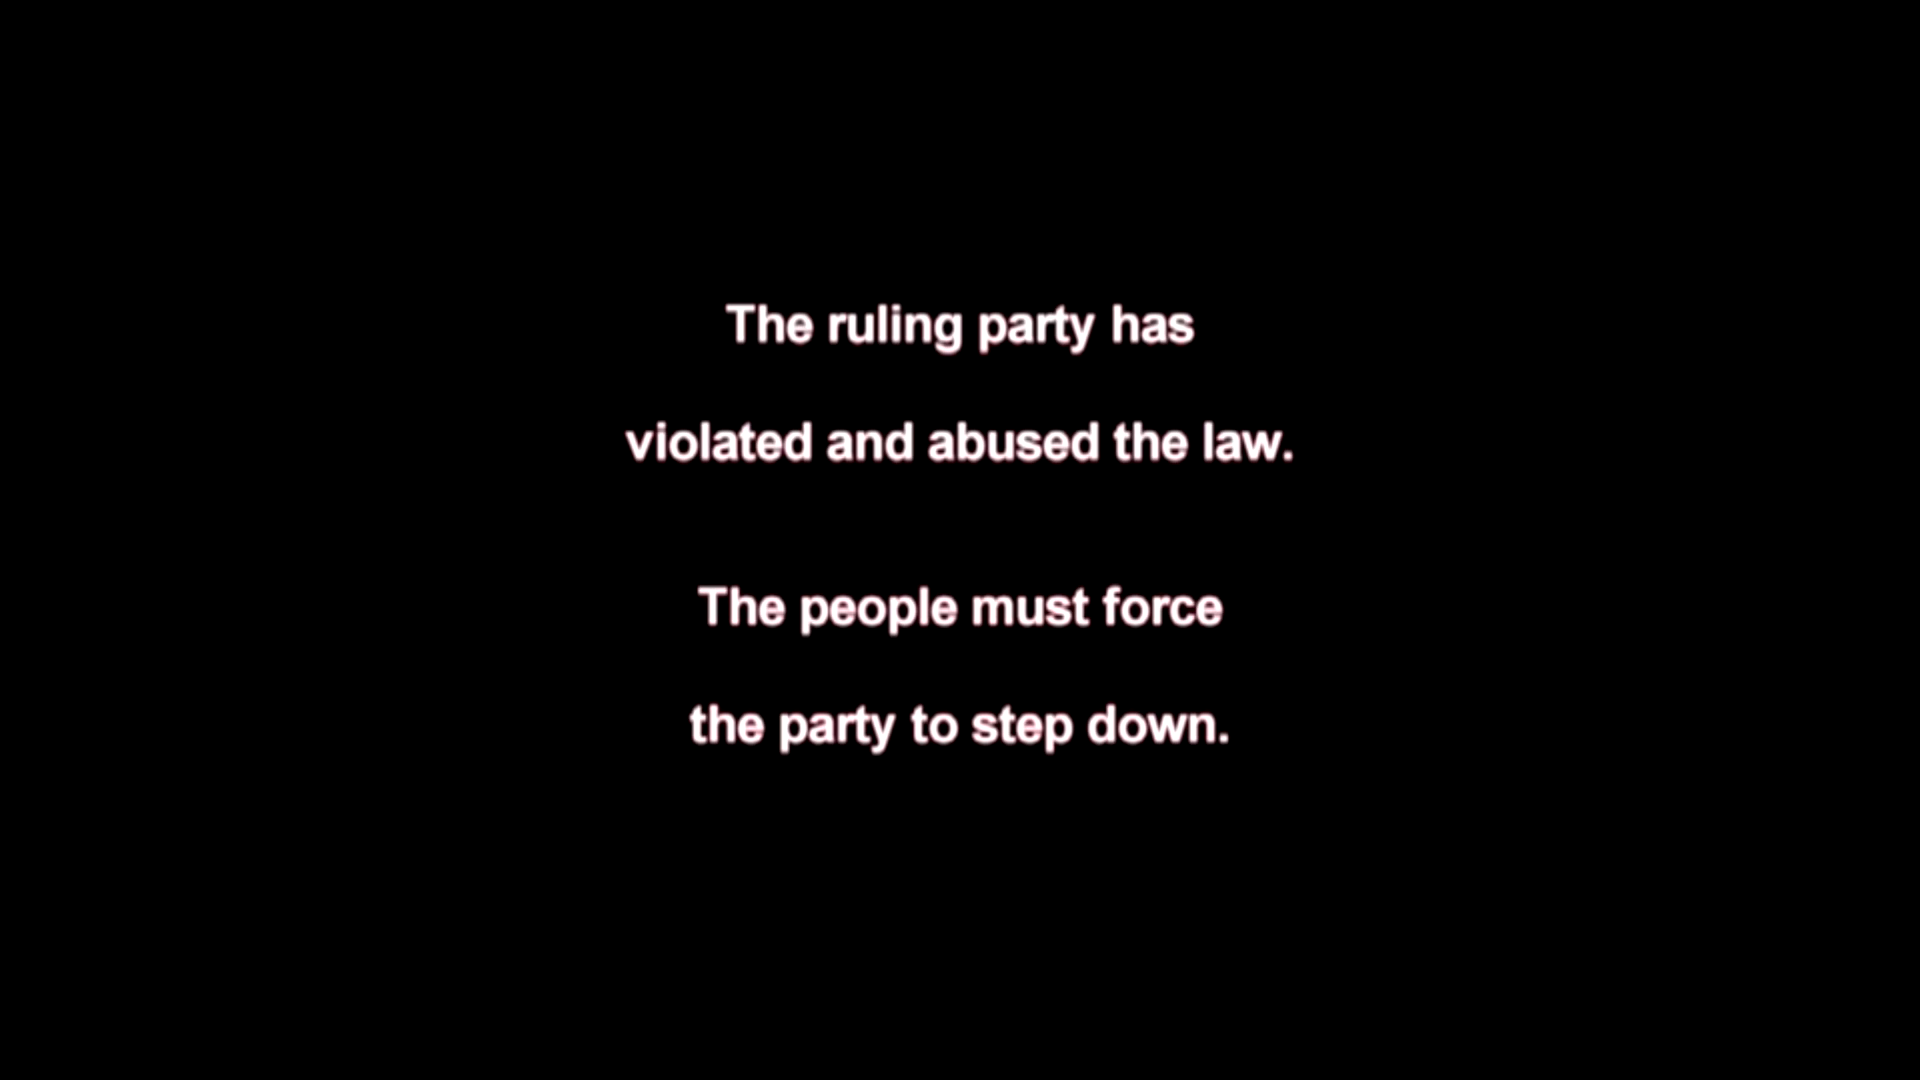 The ruling party has
violated and abused the law.
The people must force
the party to step down.